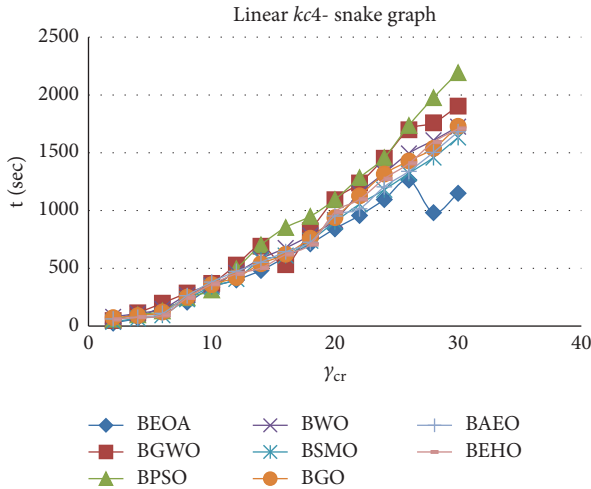 Linear kc4- snake graph
2500
2000
1500
1000
500
0
t (sec)
0 10 20 30 40
γcr
BEOA BWO BAEO
BGWO BSMO BEHO
BPSO BGO